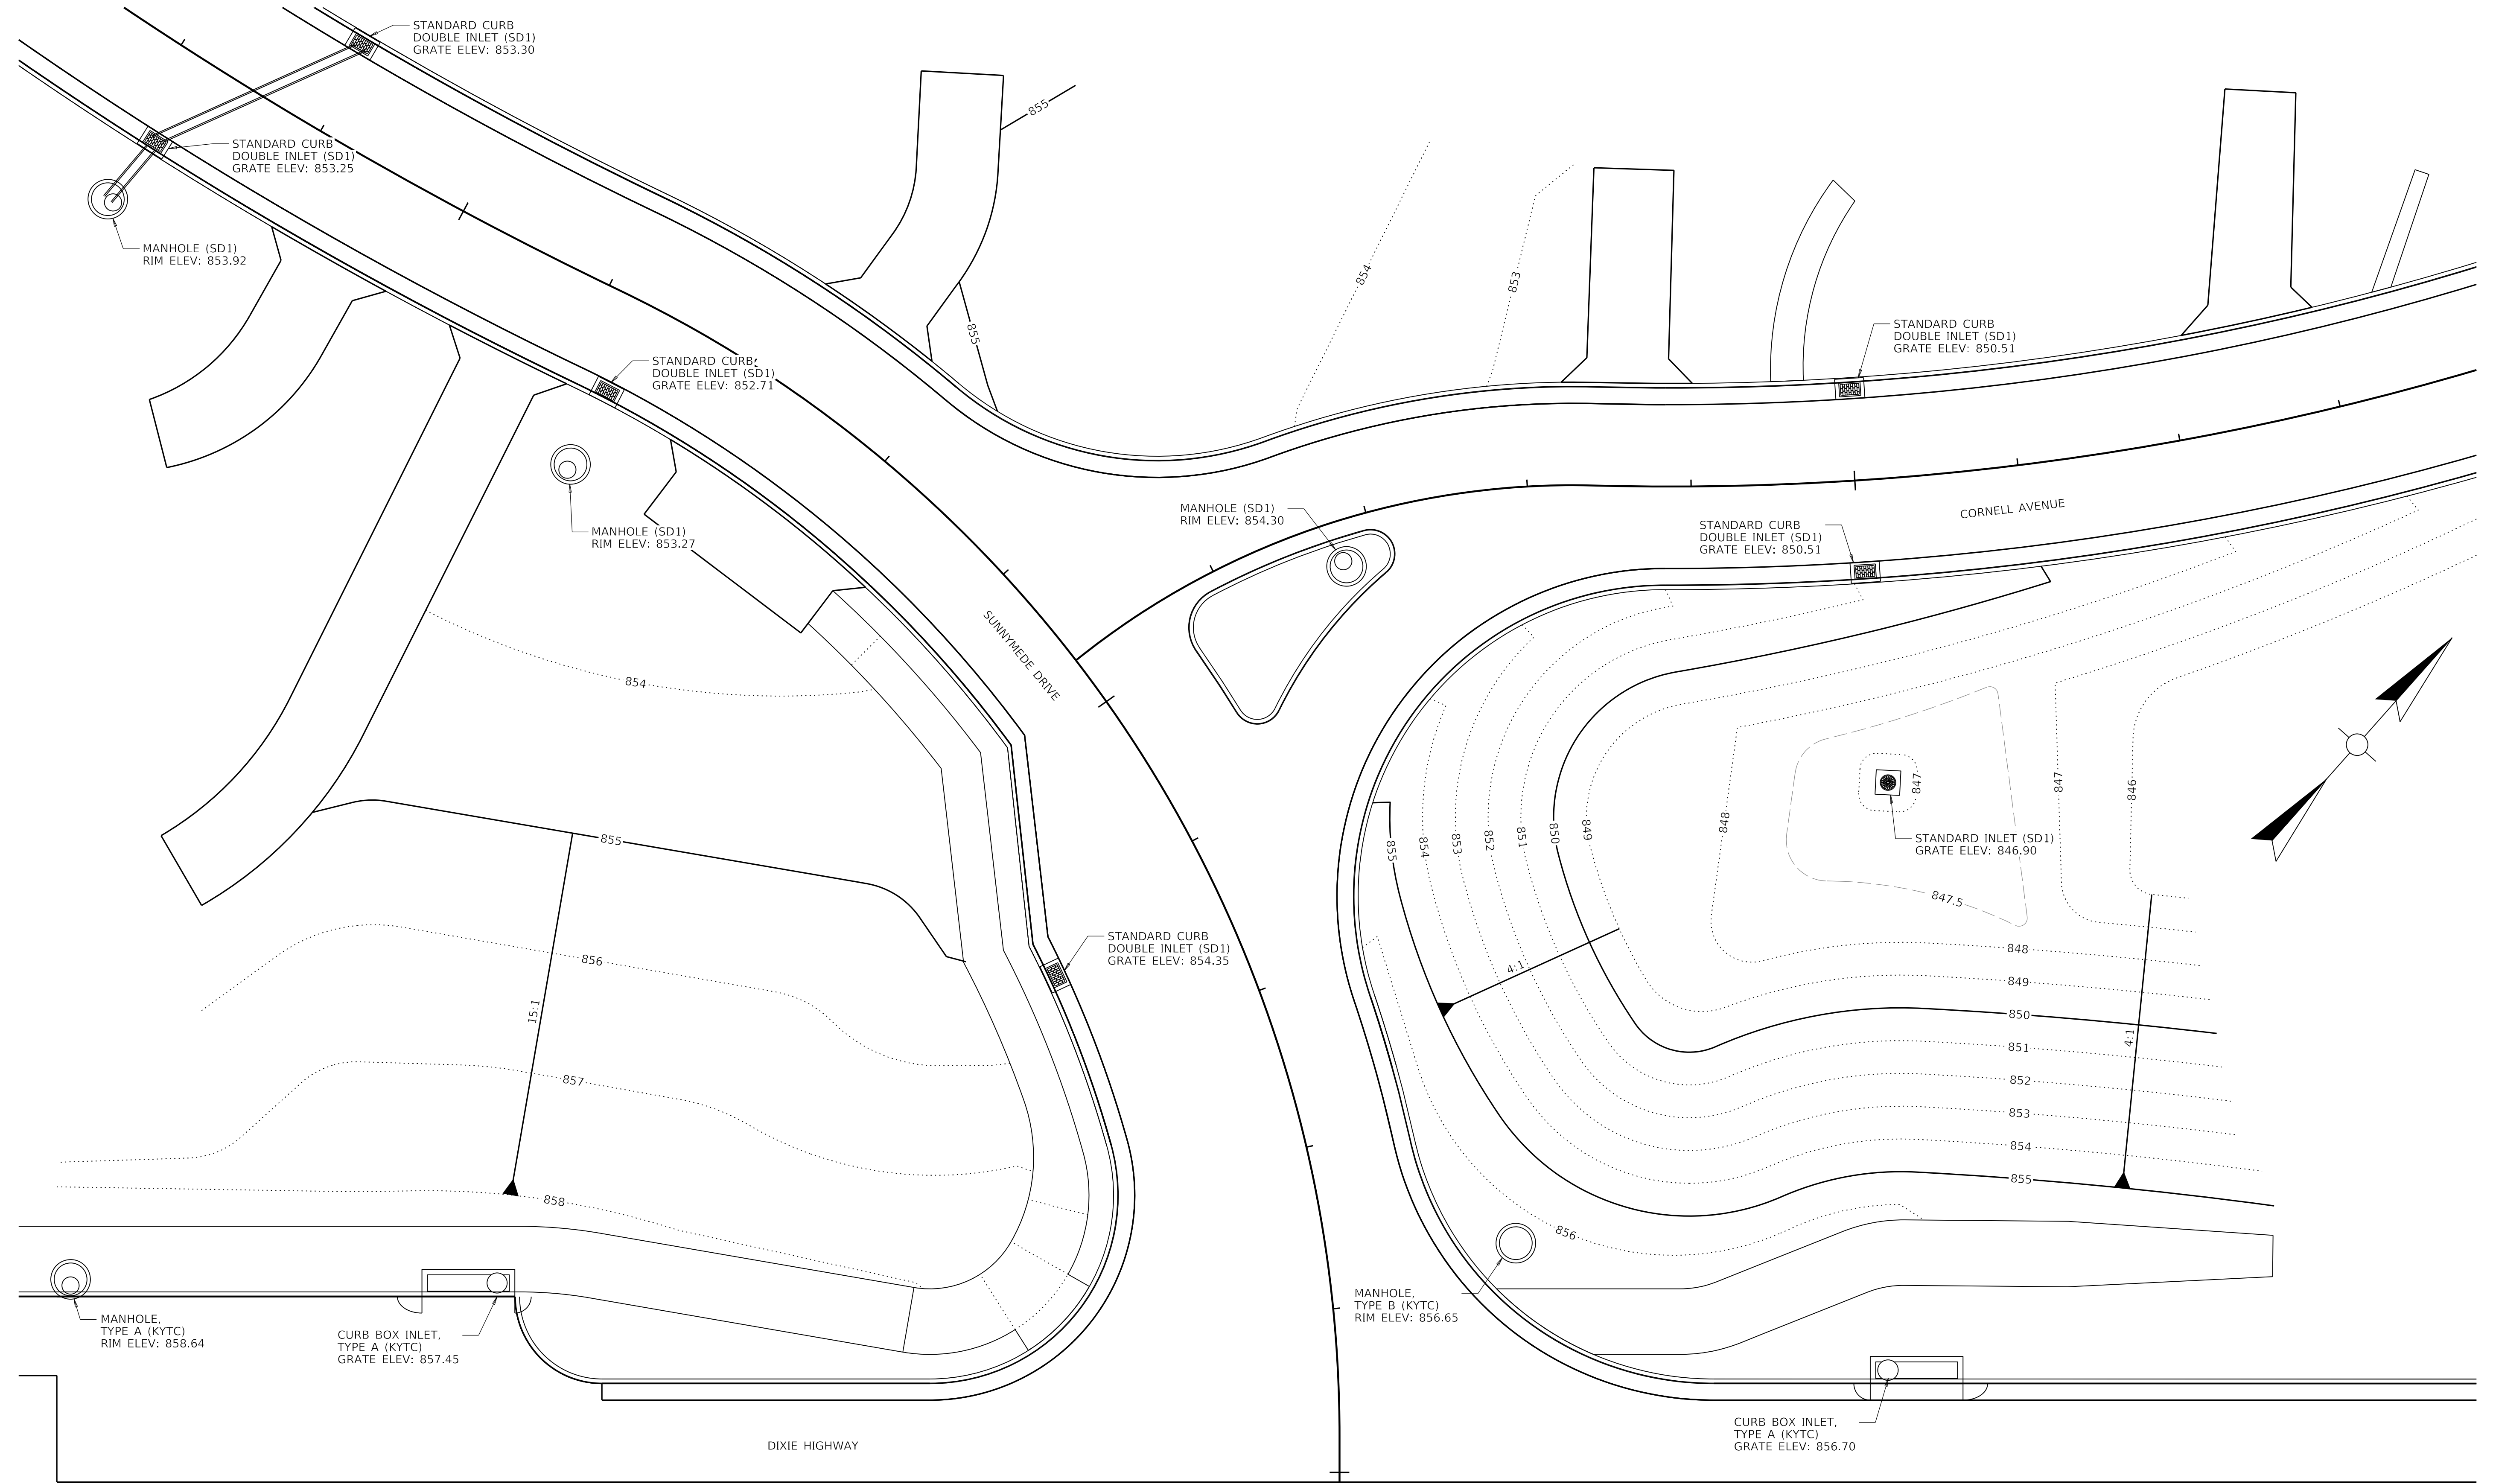 STANDARD CURB
DOUBLE INLET (SD1)
GRATE ELEV: 853.30
STANDARD CURB
DOUBLE INLET (SD1)
GRATE ELEV: 853.25
MANHOLE (SD1)
RIM ELEV: 853.92
855
855
854
853
STANDARD CURB
DOUBLE INLET (SD1)
GRATE ELEV: 850.51
STANDARD CURB
DOUBLE INLET (SD1)
GRATE ELEV: 852.71
MANHOLE (SD1)
RIM ELEV: 853.27
MANHOLE (SD1)
RIM ELEV: 854.30
CORNELL AVENUE
STANDARD CURB
DOUBLE INLET (SD1)
GRATE ELEV: 850.51
SUNNYMEDE DRIVE
854
855
856
15:1
857
858
STANDARD CURB
DOUBLE INLET (SD1)
GRATE ELEV: 854.35
855
854
853
852
851
850
849
848
847
847
846
STANDARD INLET (SD1)
GRATE ELEV: 846.90
847.5
4:1
848
849
850
851
852
853
854
855
4:1
856
MANHOLE,
TYPE B (KYTC)
RIM ELEV: 856.65
MANHOLE,
TYPE A (KYTC)
RIM ELEV: 858.64
CURB BOX INLET,
TYPE A (KYTC)
GRATE ELEV: 857.45
DIXIE HIGHWAY
CURB BOX INLET,
TYPE A (KYTC)
GRATE ELEV: 856.70